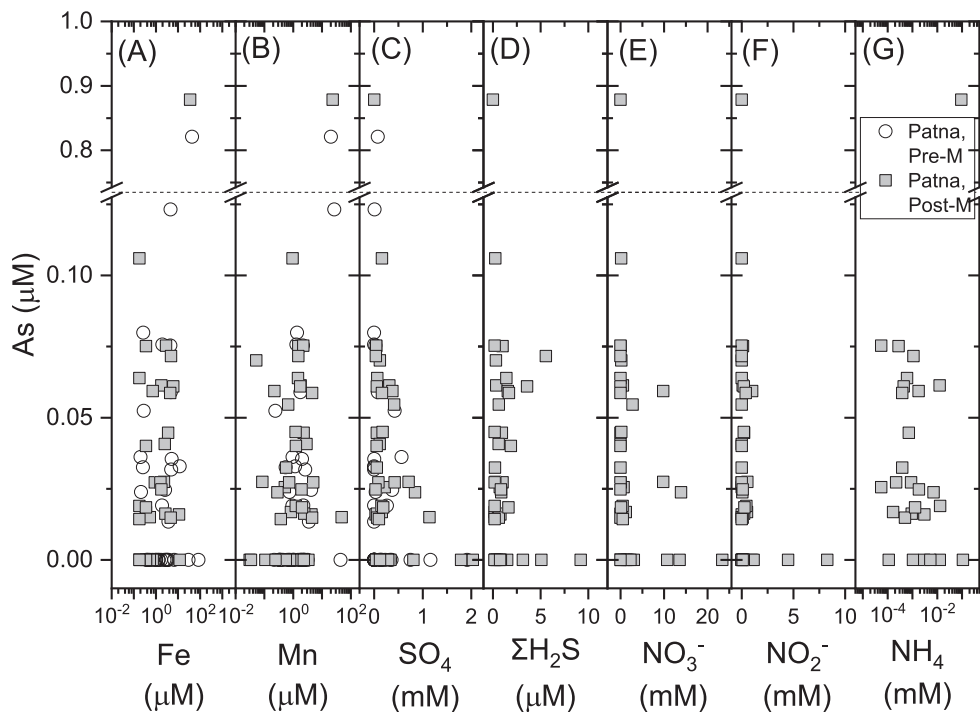 (A) (B) (C) (D) (E) (F) (G)
1.0
0.9
0.8
0.10
0.05
0.00
As (μM)
Patna,
Pre-M
Patna,
Post-M
10⁻² 10⁰ 10² 10⁻² 10⁰ 10² 0 1 2 0 5 10 0 10 20 0 5 10 10⁻⁴ 10⁻²
Fe Mn SO₄ ΣH₂S NO₃⁻ NO₂⁻ NH₄
(μM) (μM) (mM) (μM) (mM) (mM) (mM)